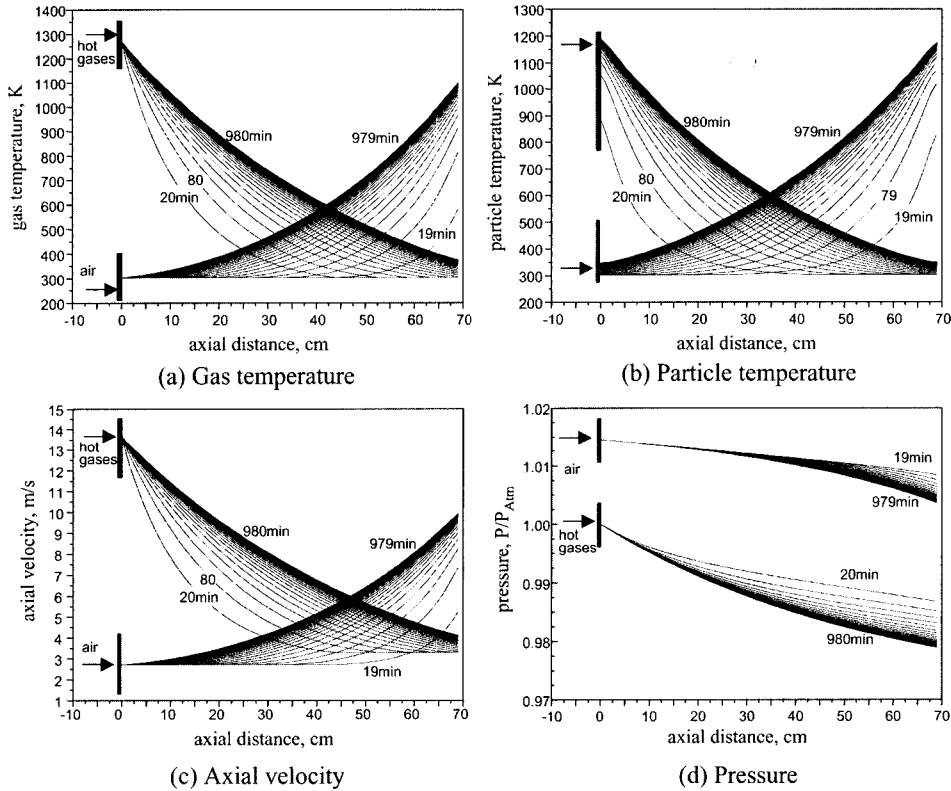 1400
1300
1200
1100
1000
900
800
700
600
500
400
300
200
gas temperature, K
hot
gases
air
980min
979min
80
20min
19min
-10 0 10 20 30 40 50 60 70
axial distance, cm
(a) Gas temperature
1300
1200
1100
1000
900
800
700
600
500
400
300
200
particle temperature, K
980min
979min
80
20min
79
19min
-10 0 10 20 30 40 50 60 70
axial distance, cm
(b) Particle temperature
15
14
13
12
11
10
9
8
7
6
5
4
3
2
1
axial velocity, m/s
hot
gases
air
980min
979min
80
20min
19min
-10 0 10 20 30 40 50 60 70
axial distance, cm
(c) Axial velocity
1.02
1.01
1.00
0.99
0.98
0.97
pressure, P/PAtm
air
hot
gases
19min
979min
20min
980min
-10 0 10 20 30 40 50 60 70
axial distance, cm
(d) Pressure